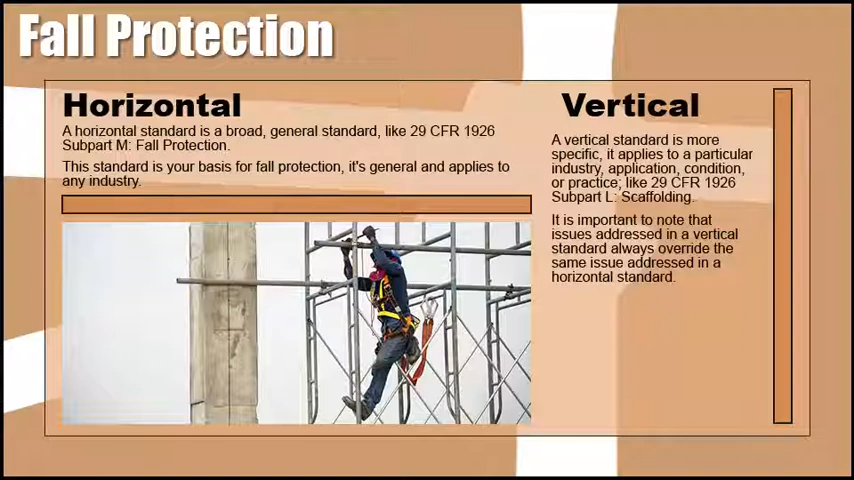 Fall Protection
Horizontal
A horizontal standard is a broad, general standard, like 29 CFR 1926
Subpart M: Fall Protection.
This standard is your basis for fall protection, it's general and applies to
any industry.
Vertical
A vertical standard is more
specific, it applies to a particular
industry, application, condition,
or practice; like 29 CFR 1926
Subpart L: Scaffolding.
It is important to note that
issues addressed in a vertical
standard always override the
same issue addressed in a
horizontal standard.